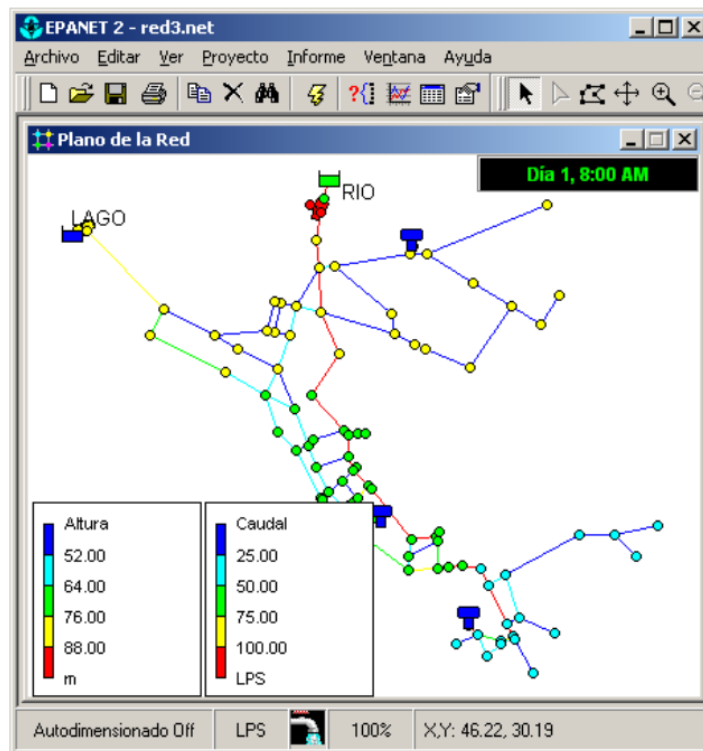 EPANET 2 - red3.net
Archivo Editar Ver Proyecto Informe Ventana Ayuda
Plano de la Red
Día 1, 8:00 AM
RIO
LAGO
Altura
52.00
64.00
76.00
88.00
m
Caudal
25.00
50.00
75.00
100.00
LPS
Autodimensionado Off LPS 100% X,Y: 46.22, 30.19